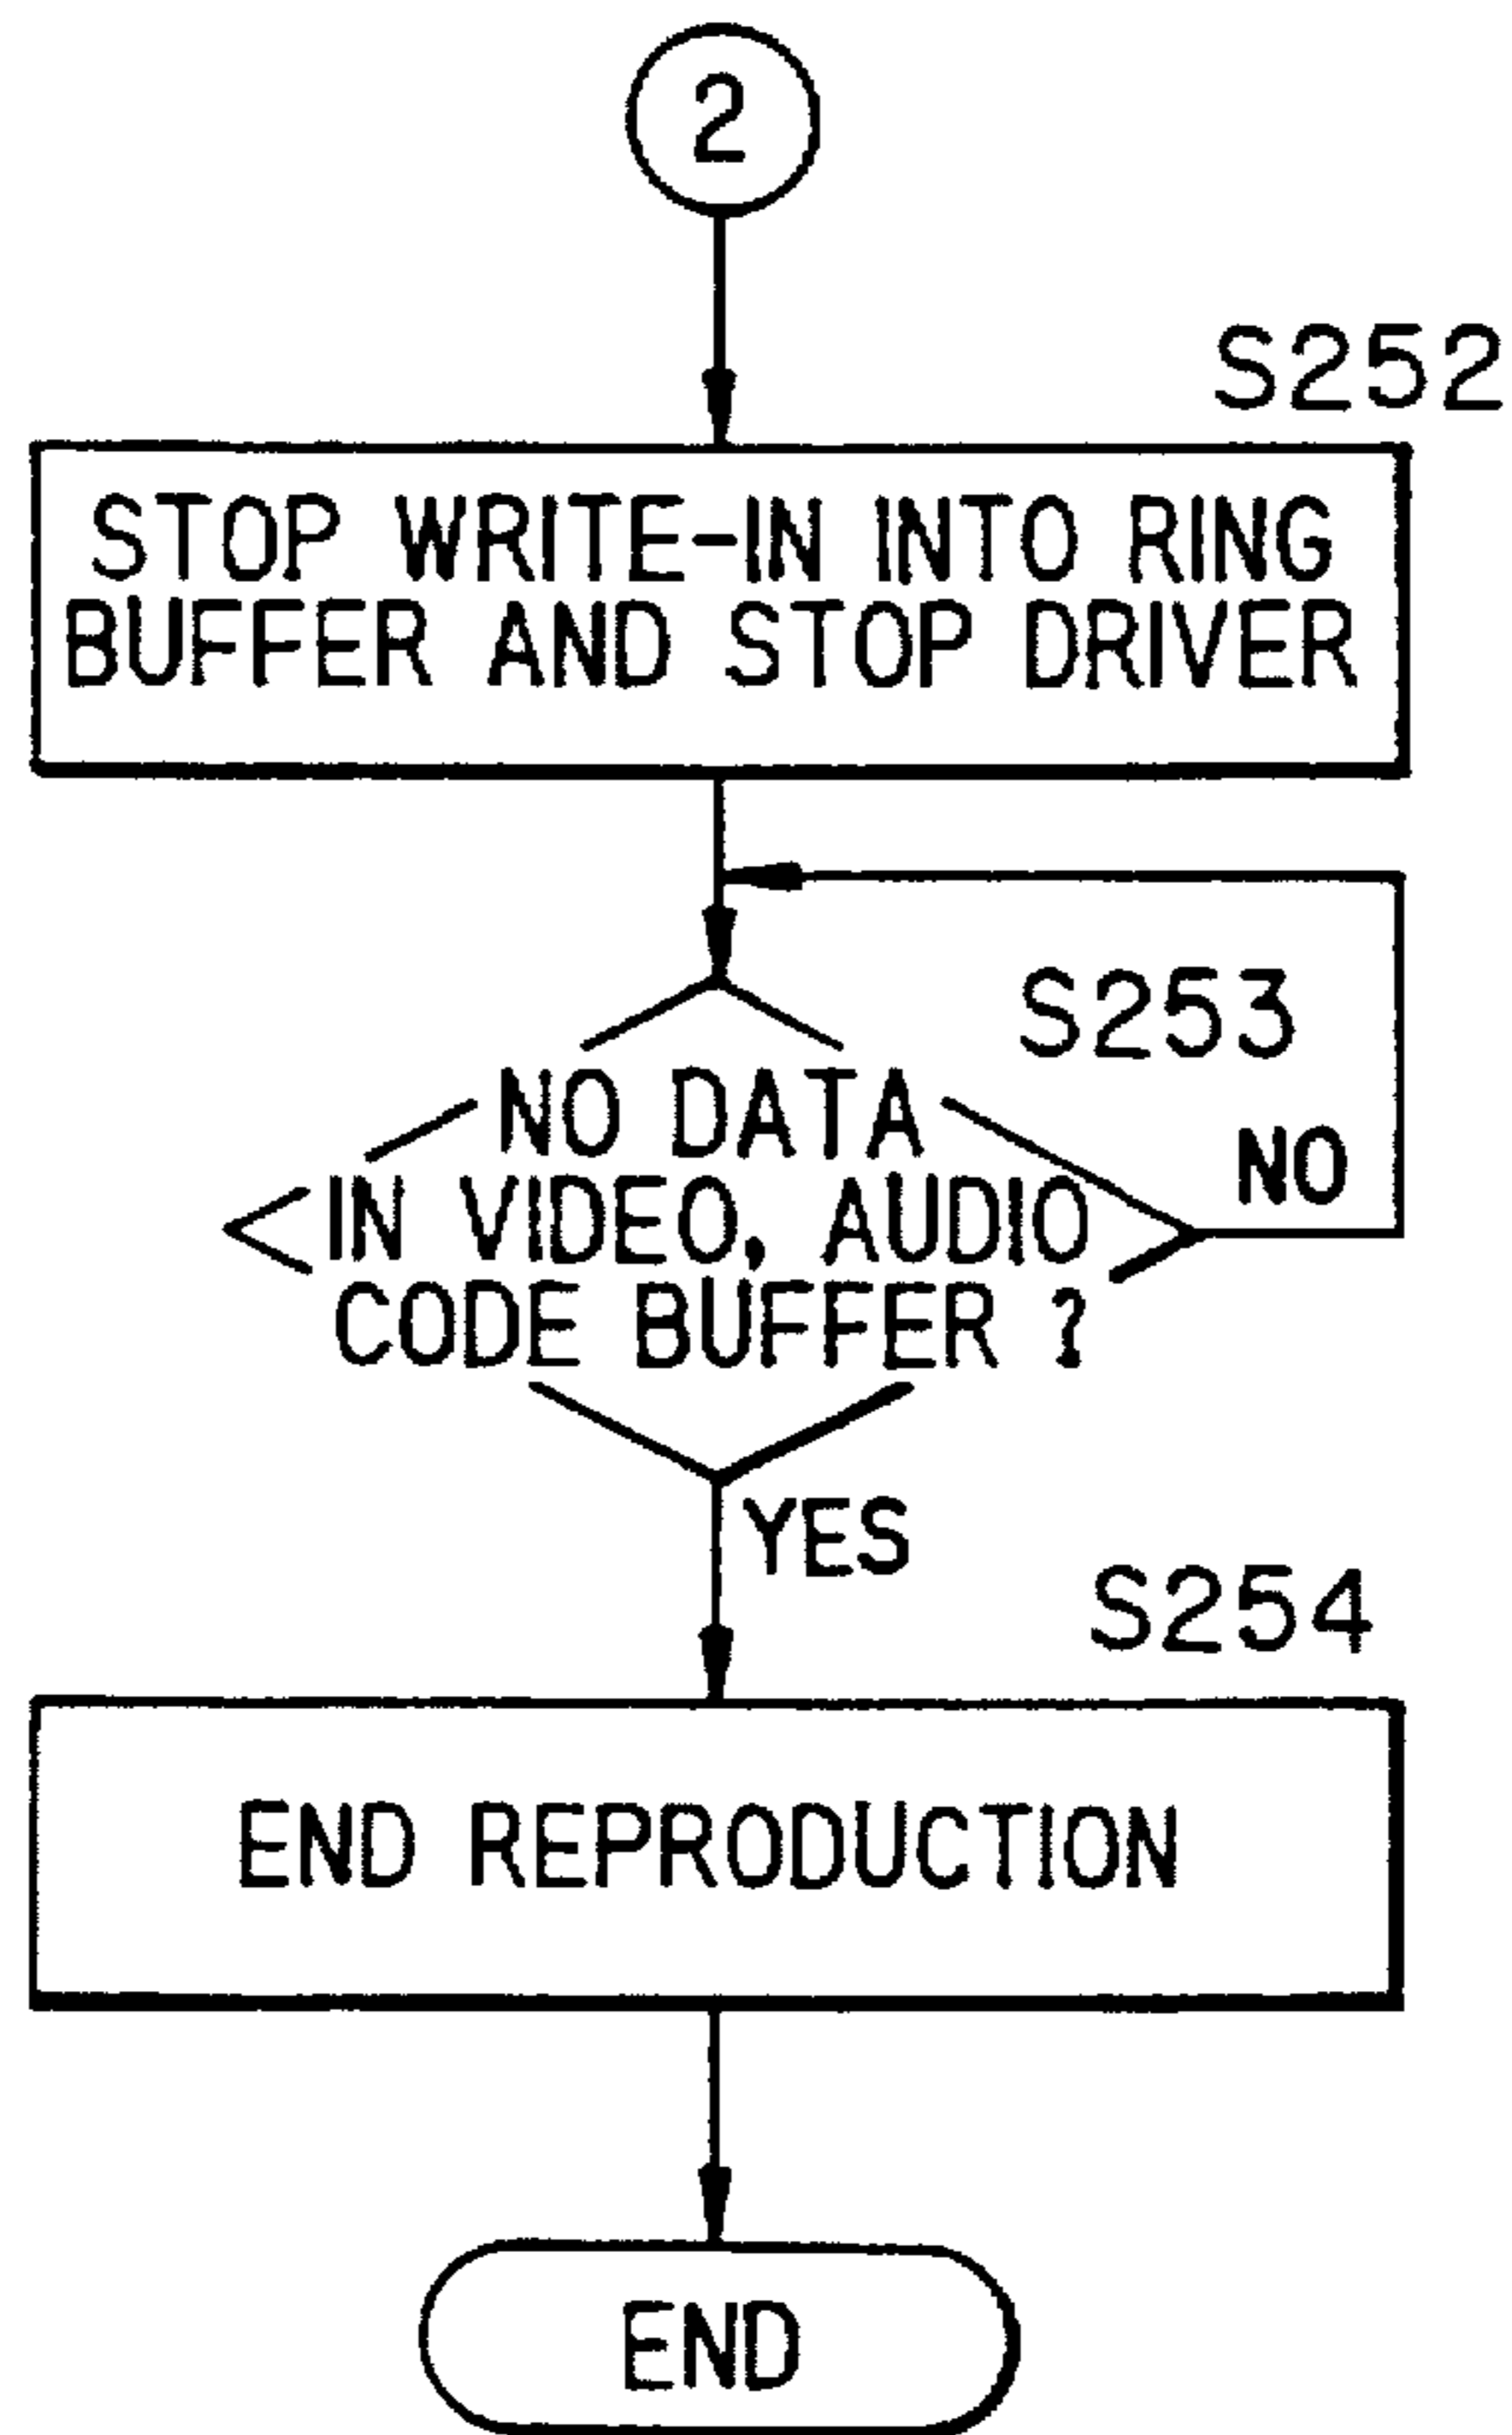 2
S252
STOP WRITE-IN INTO RING
BUFFER AND STOP DRIVER
S253
NO DATA
IN VIDEO, AUDIO
CODE BUFFER ?
NO
YES
S254
END REPRODUCTION
END